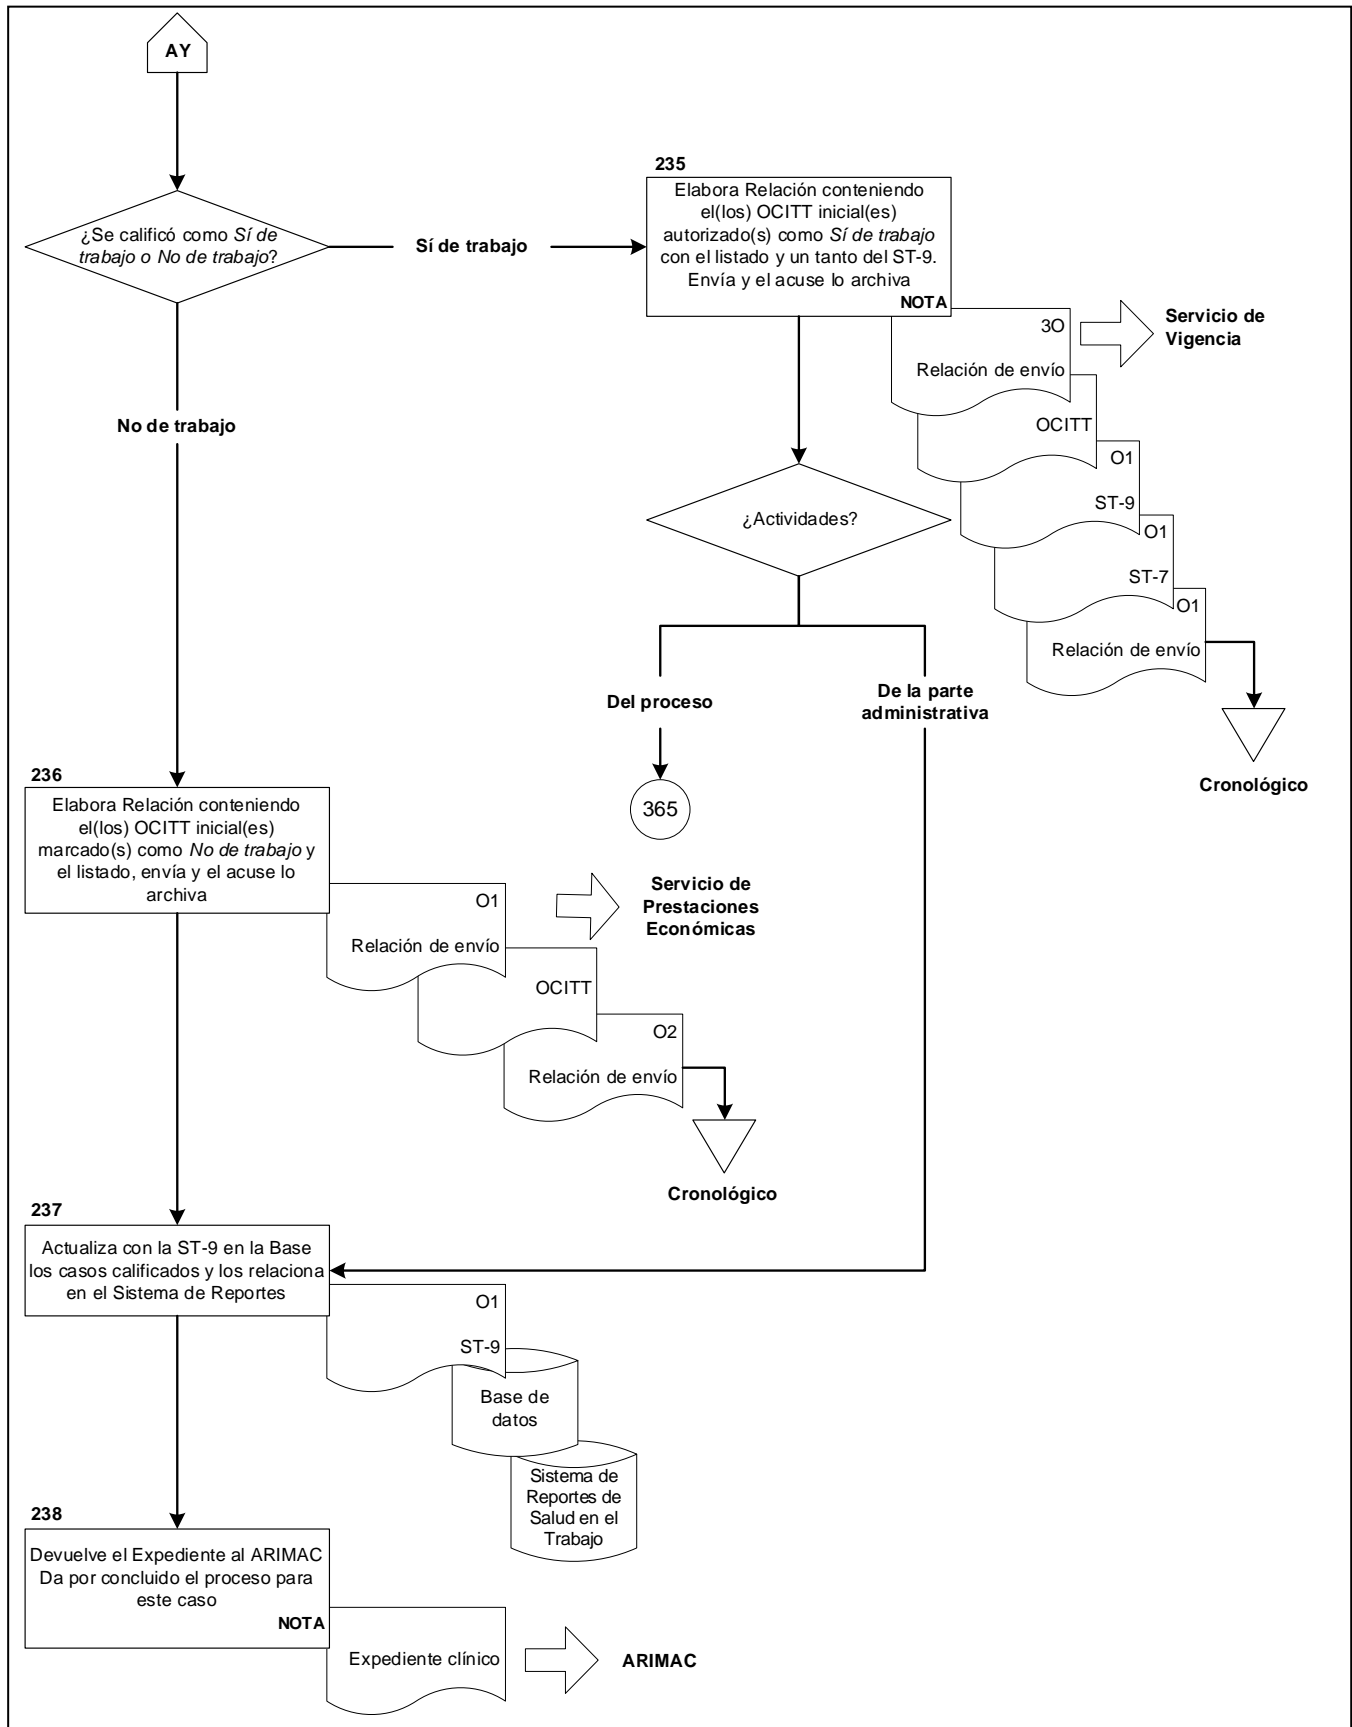 AY
¿Se calificó como Sí de
trabajo o No de trabajo?
Sí de trabajo
235
Elabora Relación conteniendo
el(los) OCITT inicial(es)
autorizado(s) como Sí de trabajo
con el listado y un tanto del ST-9.
Envía y el acuse lo archiva
NOTA
3O
Relación de envío
Servicio de
Vigencia
OCITT
O1
ST-9
O1
ST-7
O1
Relación de envío
Cronológico
No de trabajo
¿Actividades?
Del proceso
De la parte
administrativa
365
236
Elabora Relación conteniendo
el(los) OCITT inicial(es)
marcado(s) como No de trabajo y
el listado, envía y el acuse lo
archiva
O1
Relación de envío
Servicio de
Prestaciones
Económicas
OCITT
O2
Relación de envío
Cronológico
237
Actualiza con la ST-9 en la Base
los casos calificados y los relaciona
en el Sistema de Reportes
O1
ST-9
Base de
datos
Sistema de
Reportes de
Salud en el
Trabajo
238
Devuelve el Expediente al ARIMAC
Da por concluido el proceso para
este caso
NOTA
Expediente clínico
ARIMAC